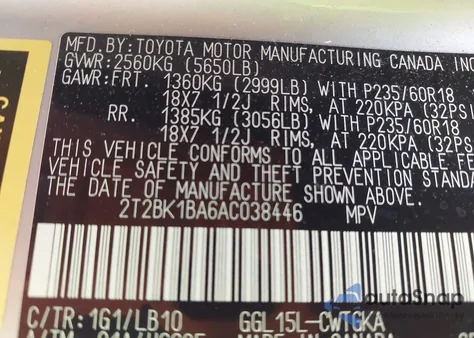 MFD. BY: TOYOTA MOTOR MANUFACTURING CANADA INC
GVWR: 2560KG (5650LB)
GAWR: FRT. 1360KG (2999LB) WITH P235/60R18
18X7 1/2J RIMS, AT 220KPA (32PS
RR. 1385KG (3056LB) WITH P235/60R18
18X7 1/2J RIMS, AT 220KPA (32PS
THIS VEHICLE CONFORMS TO ALL APPLICABLE FE
VEHICLE SAFETY AND THEFT PREVENTION STANDA
THE DATE OF MANUFACTURE SHOWN ABOVE.
2T2BK1BA6AC038446 MPV
C/TR: 1G1/LB10 GGL15L-CWTGKA
autoSnap